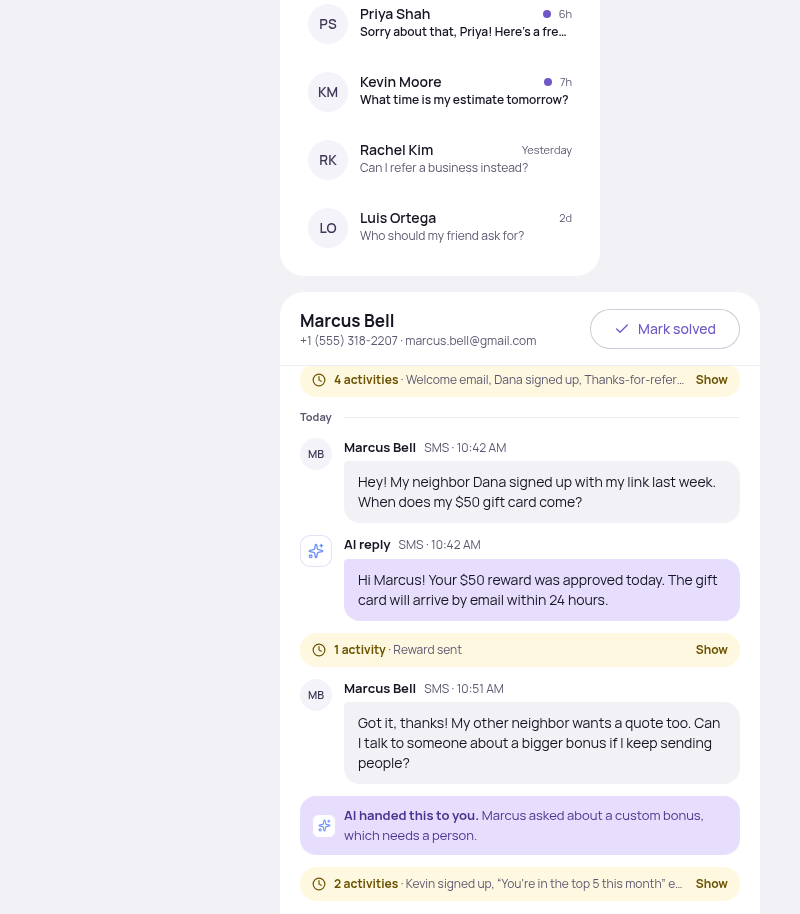 PS
Priya Shah
6h
Sorry about that, Priya! Here's a fre…
KM
Kevin Moore
7h
What time is my estimate tomorrow?
RK
Rachel Kim
Yesterday
Can I refer a business instead?
LO
Luis Ortega
2d
Who should my friend ask for?
Marcus Bell
+1 (555) 318-2207 · marcus.bell@gmail.com
Mark solved
4 activities · Welcome email, Dana signed up, Thanks-for-refer… Show
Today
MB
Marcus Bell SMS · 10:42 AM
Hey! My neighbor Dana signed up with my link last week.
When does my $50 gift card come?
AI reply SMS · 10:42 AM
Hi Marcus! Your $50 reward was approved today. The gift
card will arrive by email within 24 hours.
1 activity · Reward sent Show
MB
Marcus Bell SMS · 10:51 AM
Got it, thanks! My other neighbor wants a quote too. Can
I talk to someone about a bigger bonus if I keep sending
people?
AI handed this to you. Marcus asked about a custom bonus,
which needs a person.
2 activities · Kevin signed up, “You're in the top 5 this month” e… Show